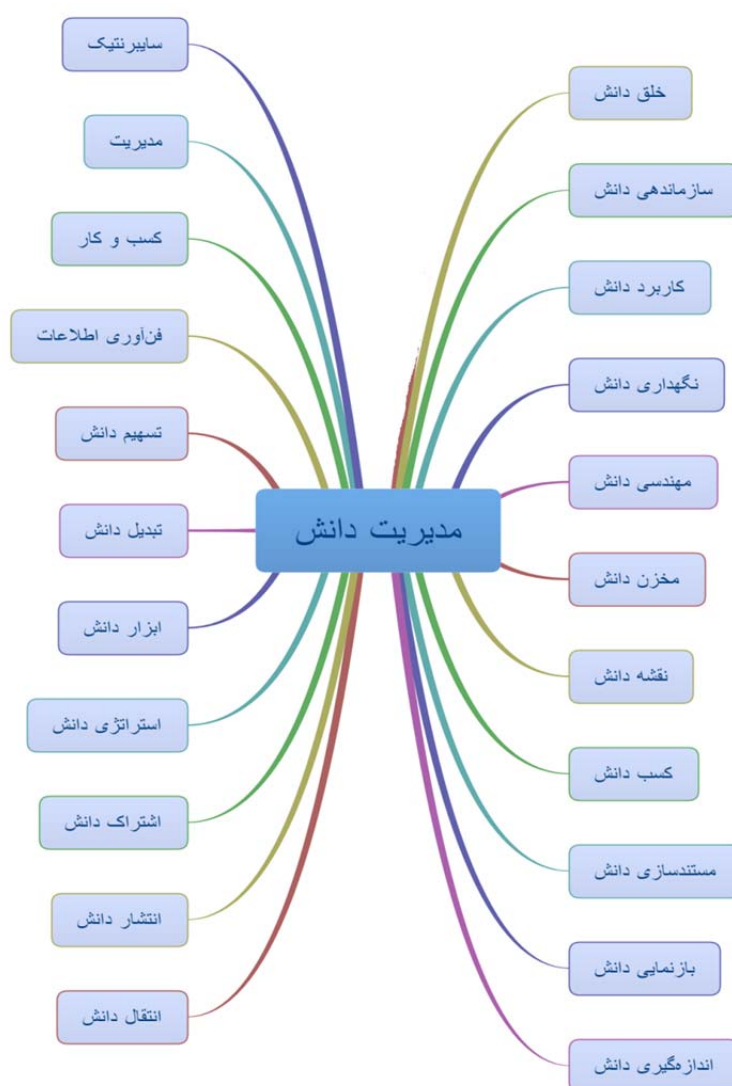 مدیریت دانش
خلق دانش
سازماندهی دانش
کاربرد دانش
نگهداری دانش
مهندسی دانش
مخزن دانش
نقشه دانش
کسب دانش
مستندسازی دانش
بازنمایی دانش
اندازه‌گیری دانش
سایبرنتیک
مدیریت
کسب و کار
فن‌آوری اطلاعات
تسهیم دانش
تبدیل دانش
ابزار دانش
استراتژی دانش
اشتراک دانش
انتشار دانش
انتقال دانش